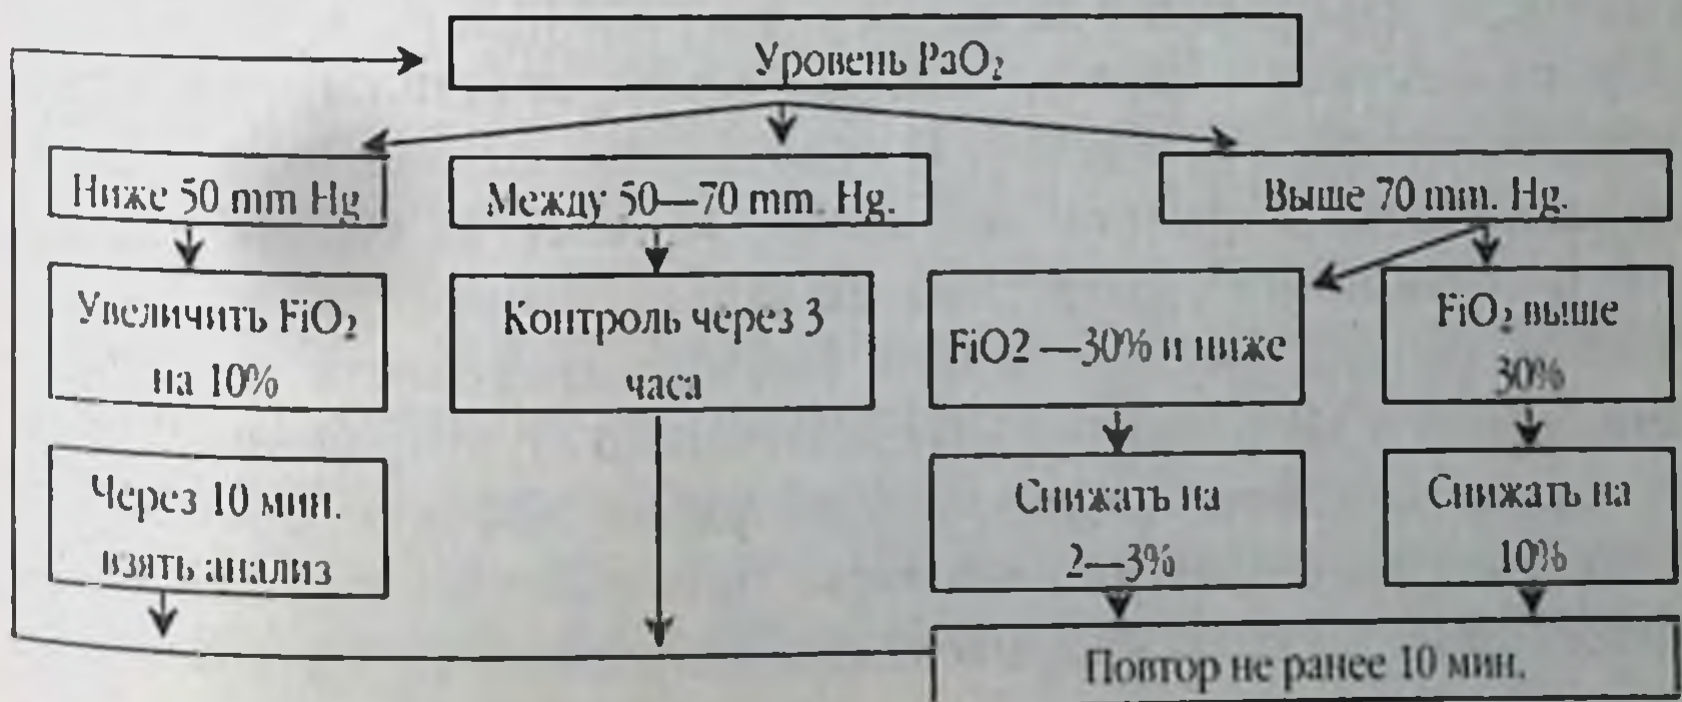 Уровень PaO₂
Ниже 50 mm Hg
Между 50—70 mm. Hg.
Выше 70 mm. Hg.
Увеличить FiO₂
на 10%
Контроль через 3
часа
FiO2 —30% и ниже
FiO₂ выше
30%
Через 10 мин.
взять анализ
Снижать на
2—3%
Снижать на
10%
Повтор не ранее 10 мин.